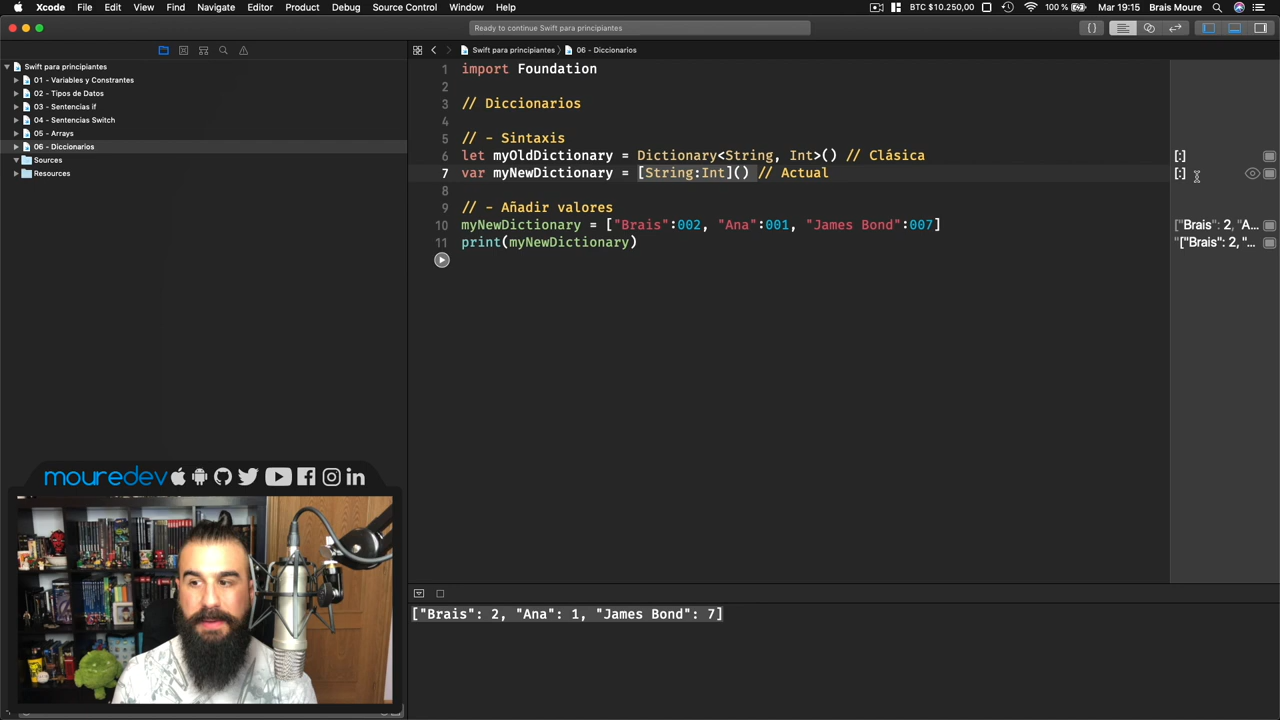 Xcode File Edit View Find Navigate Editor Product Debug Source Control Window Help BTC $10.250,00 100 % Mar 19:15 Brais Moure
Ready to continue Swift para principiantes {}
Swift para principiantes 06 - Diccionarios
Swift para principiantes
01 - Variables y Constrantes
02 - Tipos de Datos
03 - Sentencias if
04 - Sentencias Switch
05 - Arrays
06 - Diccionarios
Sources
Resources
1 import Foundation
2
3 // Diccionarios
4
5 // - Sintaxis
6 let myOldDictionary = Dictionary<String, Int>() // Clásica [:]
7 var myNewDictionary = [String:Int]() // Actual [:]
8
9 // - Añadir valores
10 myNewDictionary = ["Brais":002, "Ana":001, "James Bond":007] ["Brais": 2, "A...
11 print(myNewDictionary) "["Brais": 2, "...
mouredev in
["Brais": 2, "Ana": 1, "James Bond": 7]